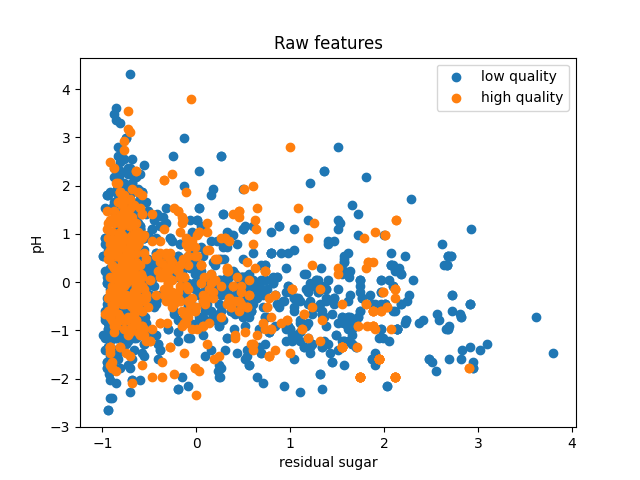 Raw features
low quality
high quality
pH
4
3
2
1
0
−1
−2
−3
−1
0
1
2
3
4
residual sugar